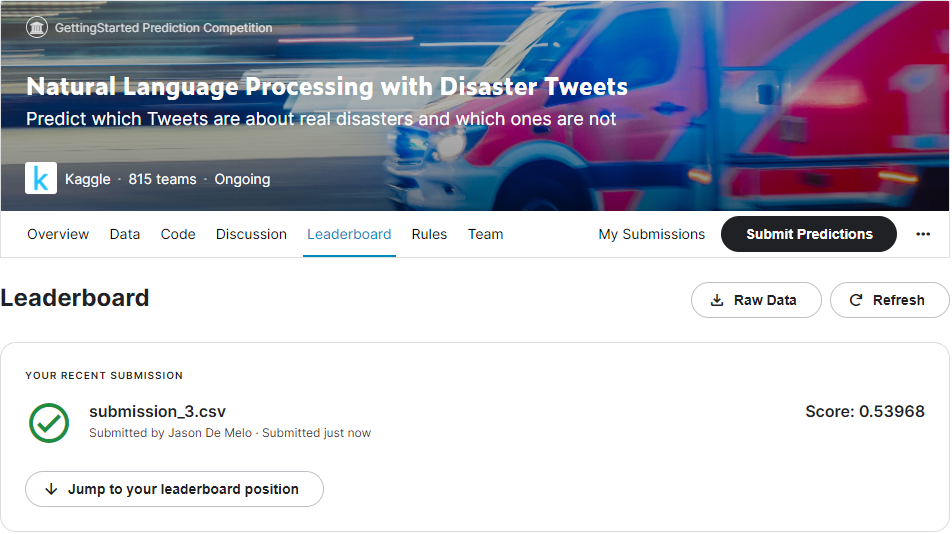 GettingStarted Prediction Competition
Natural Language Processing with Disaster Tweets
Predict which Tweets are about real disasters and which ones are not
k Kaggle · 815 teams · Ongoing
Overview Data Code Discussion Leaderboard Rules Team My Submissions Submit Predictions ···
Leaderboard Raw Data Refresh
YOUR RECENT SUBMISSION
submission_3.csv Score: 0.53968
Submitted by Jason De Melo · Submitted just now
Jump to your leaderboard position